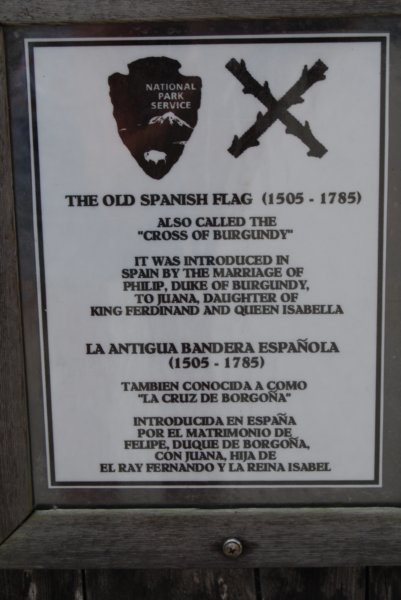 NATIONAL
PARK
SERVICE
THE OLD SPANISH FLAG (1505 - 1785)
ALSO CALLED THE
"CROSS OF BURGUNDY"
IT WAS INTRODUCED IN
SPAIN BY THE MARRIAGE OF
PHILIP, DUKE OF BURGUNDY,
TO JUANA, DAUGHTER OF
KING FERDINAND AND QUEEN ISABELLA
LA ANTIGUA BANDERA ESPAÑOLA
(1505 - 1785)
TAMBIEN CONOCIDA A COMO
"LA CRUZ DE BORGOÑA"
INTRODUCIDA EN ESPAÑA
POR EL MATRIMONIO DE
FELIPE, DUQUE DE BORGOÑA,
CON JUANA, HIJA DE
EL RAY FERNANDO Y LA REINA ISABEL